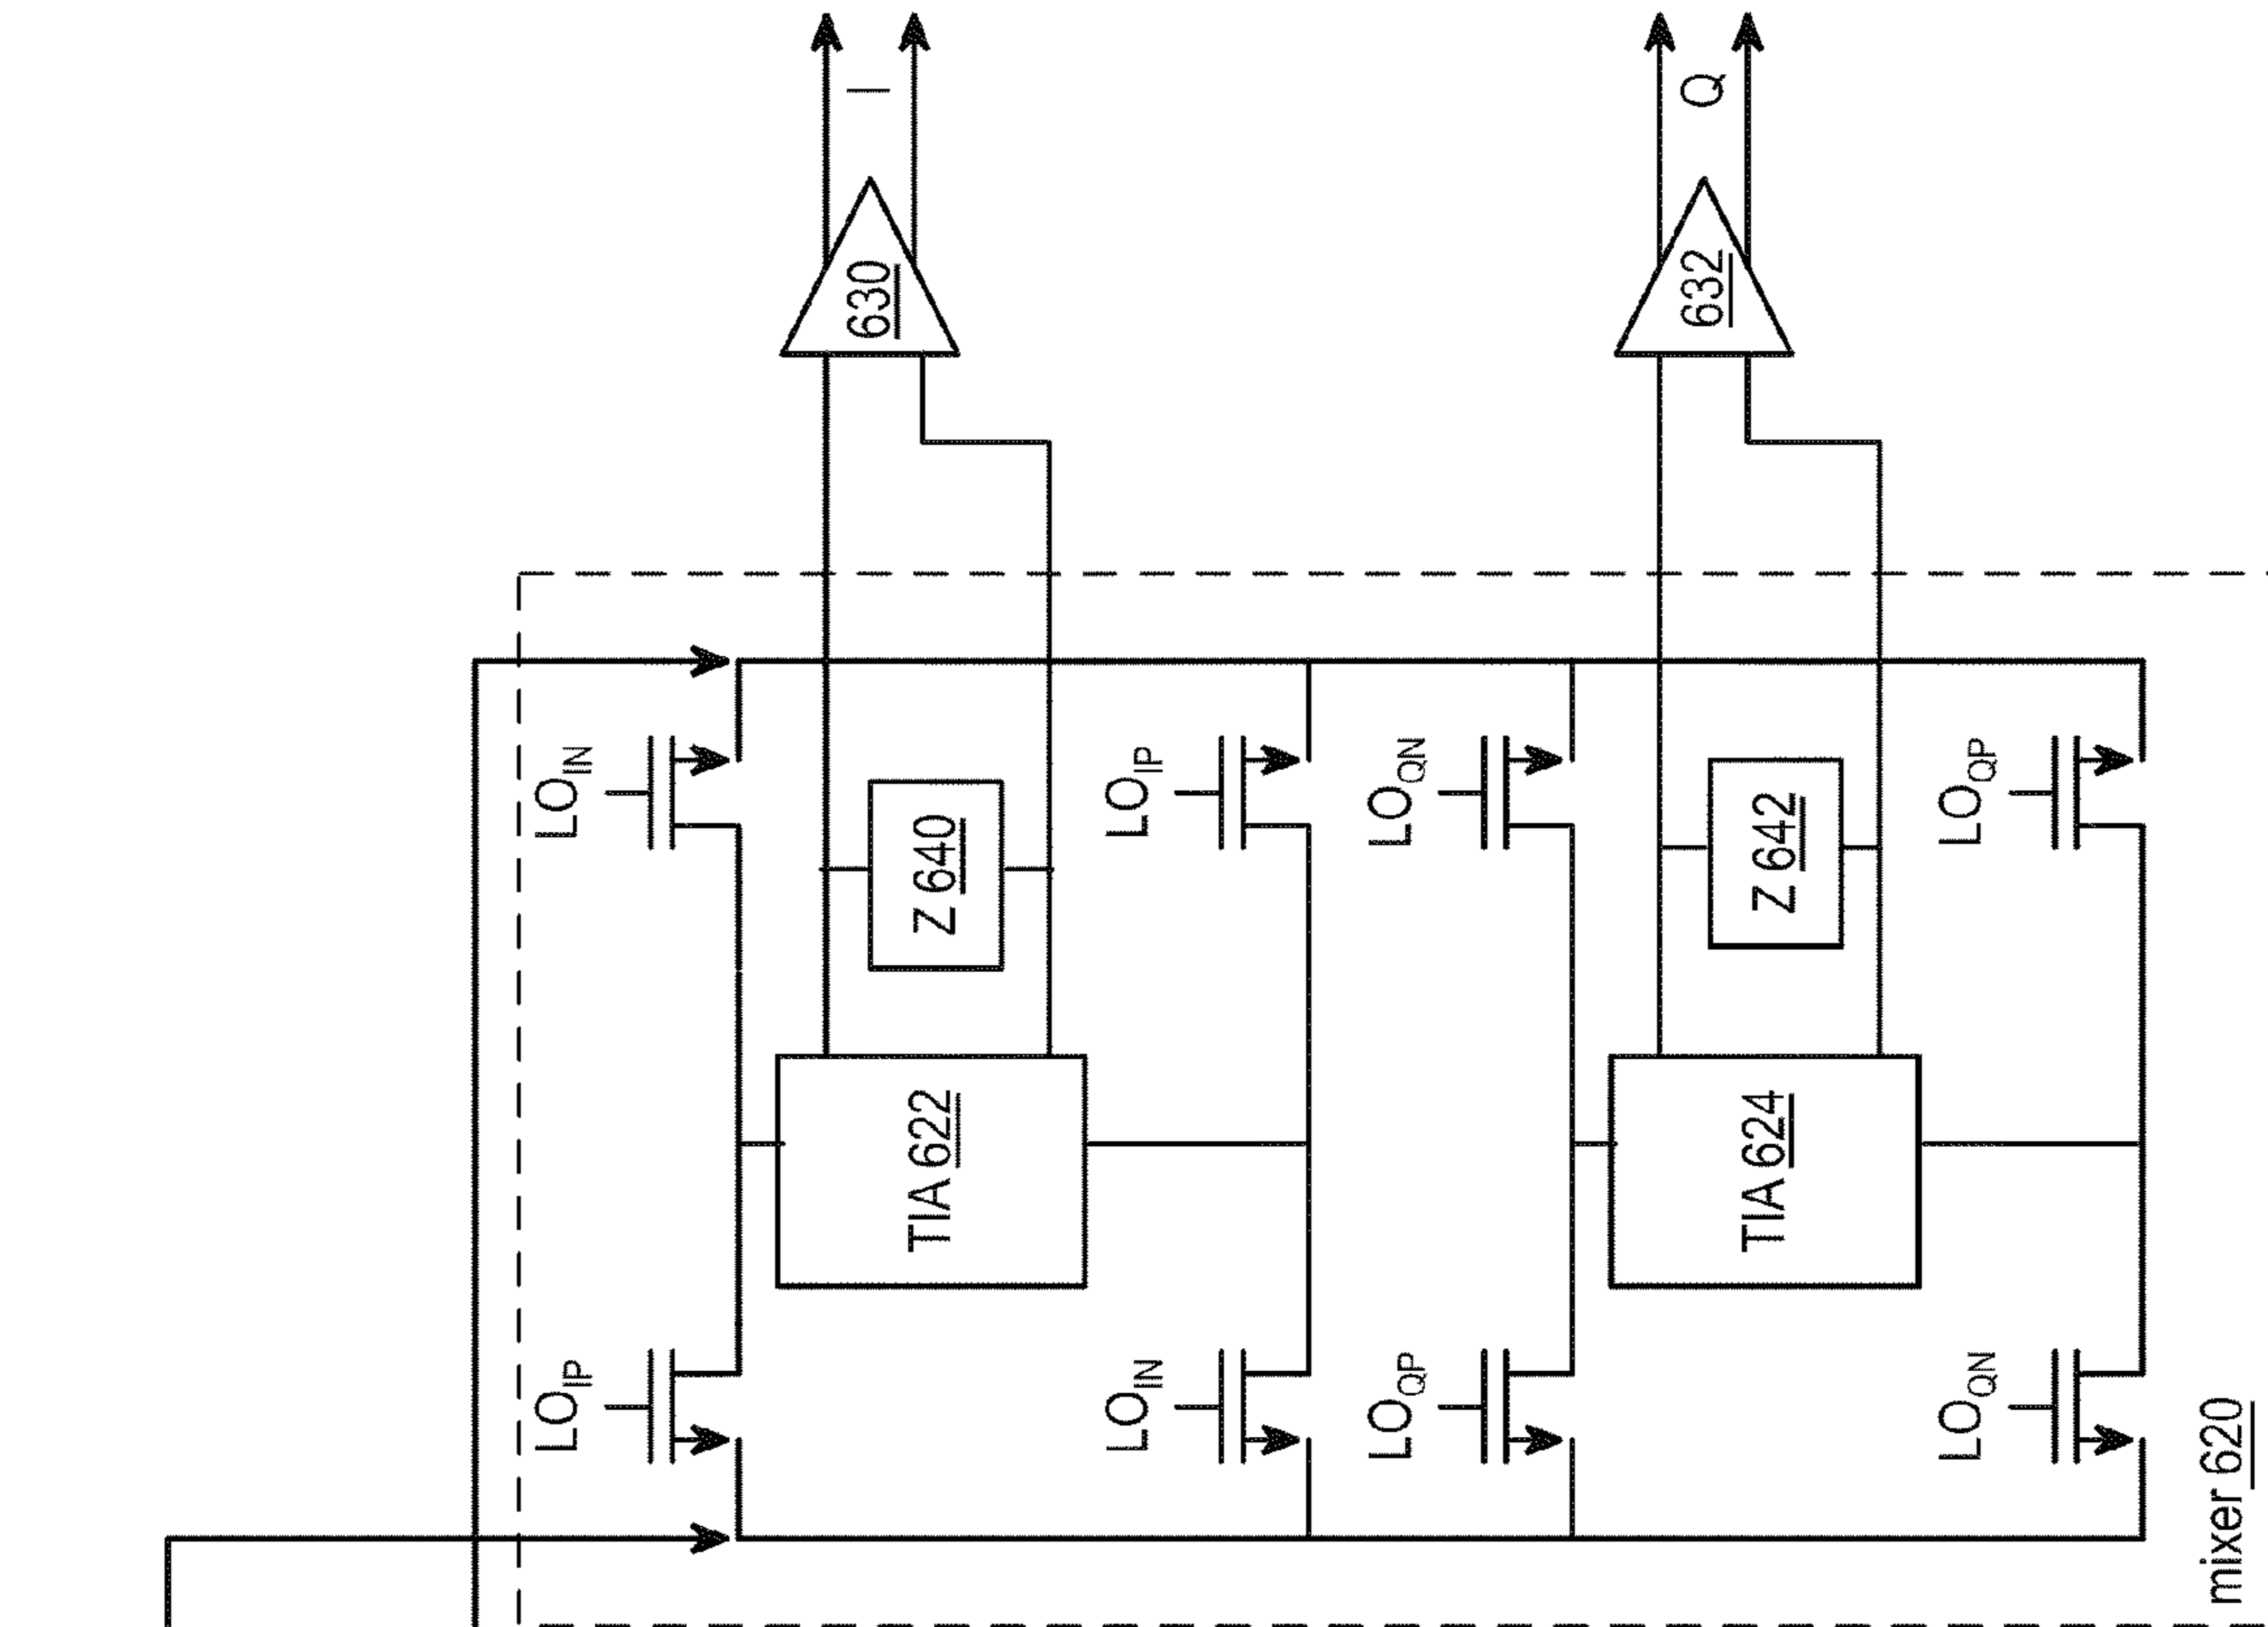 LO_IP
LO_IN
TIA 622
Z 640
630
I
LO_IN
LO_IP
LO_QP
LO_QN
TIA 624
Z 642
632
Q
LO_QN
LO_QP
mixer 620